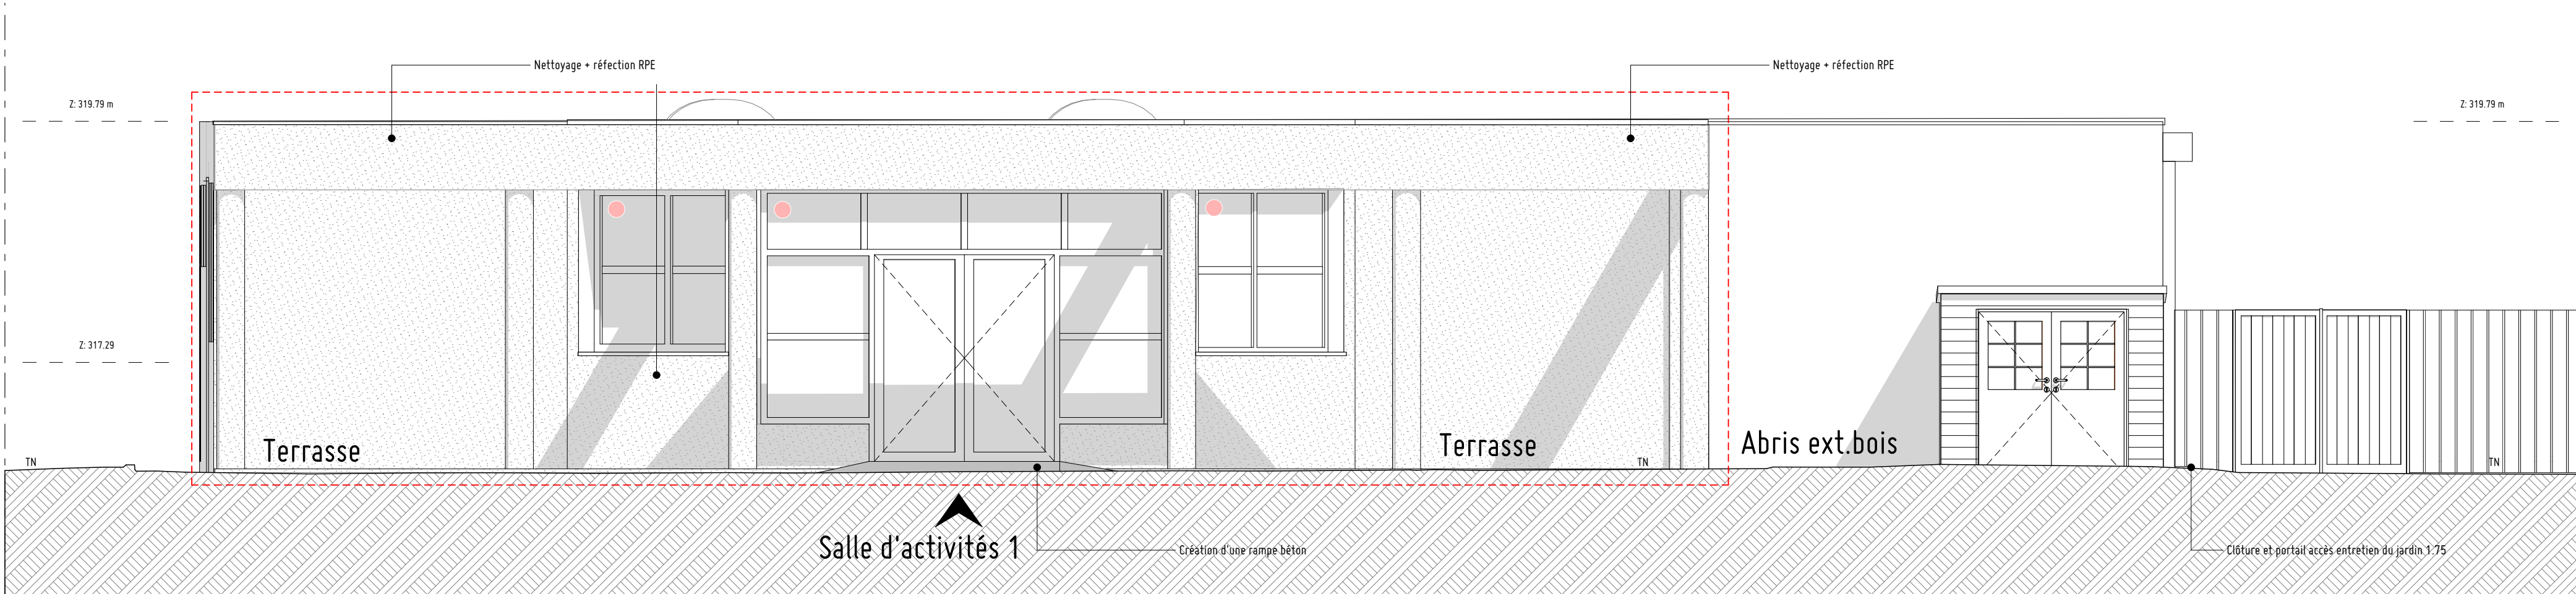 Nettoyage + réfection RPE
Nettoyage + réfection RPE
Z: 319.79 m
Z: 319.79 m
Z: 317.29
Terrasse
Terrasse
Abris ext.bois
TN
TN
TN
Salle d'activités 1
Création d'une rampe béton
Clôture et portail accès entretien du jardin 1.75